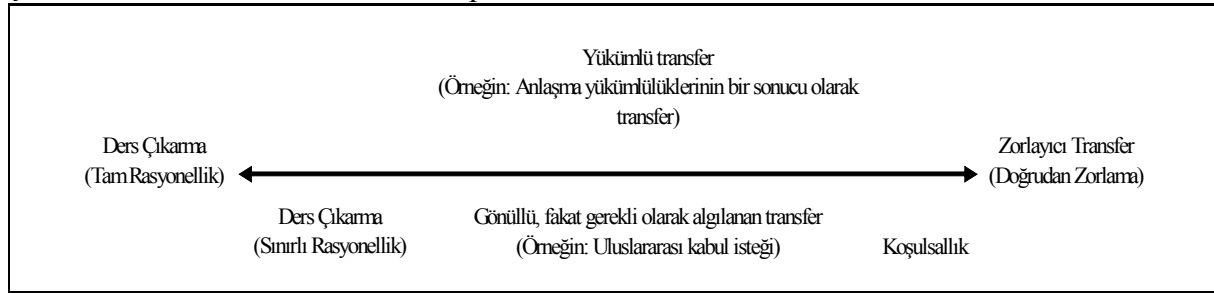 Yükümlü transfer
(Örneğin: Anlaşma yükümlülüklerinin bir sonucu olarak
transfer)
Ders Çıkarma
(Tam Rasyonellik)
Zorlayıcı Transfer
(Doğrudan Zorlama)
Ders Çıkarma
(Sınırlı Rasyonellik)
Gönüllü, fakat gerekli olarak algılanan transfer
(Örneğin: Uluslararası kabul isteği)
Koşulsallık